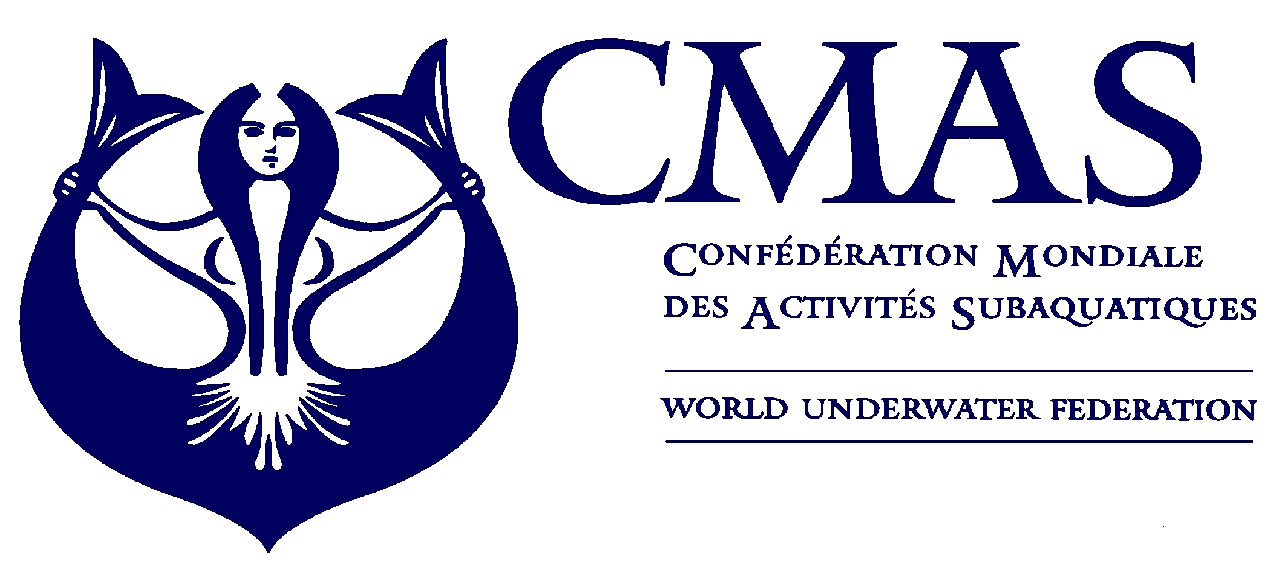 CMAS
Confédération Mondiale
des Activités Subaquatiques
World Underwater Federation